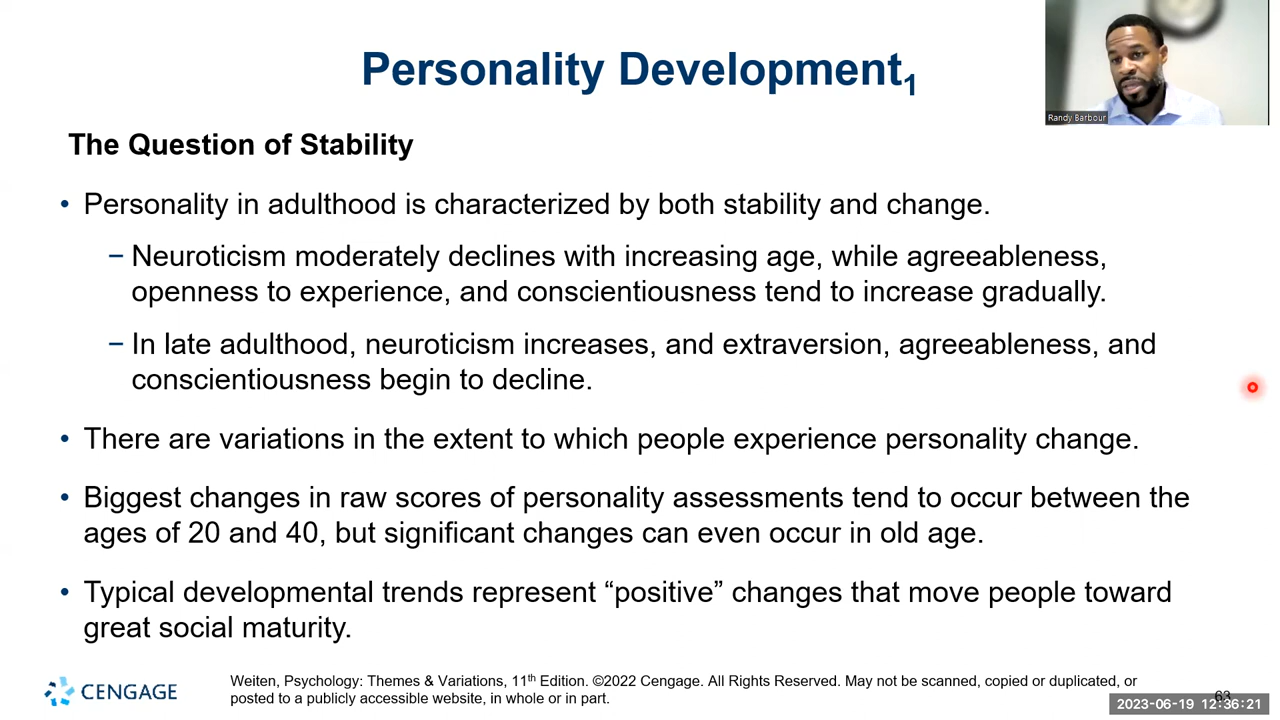 Personality Development1
Randy Barbour
The Question of Stability
• Personality in adulthood is characterized by both stability and change.
− Neuroticism moderately declines with increasing age, while agreeableness,
openness to experience, and conscientiousness tend to increase gradually.
− In late adulthood, neuroticism increases, and extraversion, agreeableness, and
conscientiousness begin to decline.
• There are variations in the extent to which people experience personality change.
• Biggest changes in raw scores of personality assessments tend to occur between the
ages of 20 and 40, but significant changes can even occur in old age.
• Typical developmental trends represent “positive” changes that move people toward
great social maturity.
CENGAGE
Weiten, Psychology: Themes & Variations, 11th Edition. ©2022 Cengage. All Rights Reserved. May not be scanned, copied or duplicated, or
posted to a publicly accessible website, in whole or in part.
63
2023-06-19 12:36:21